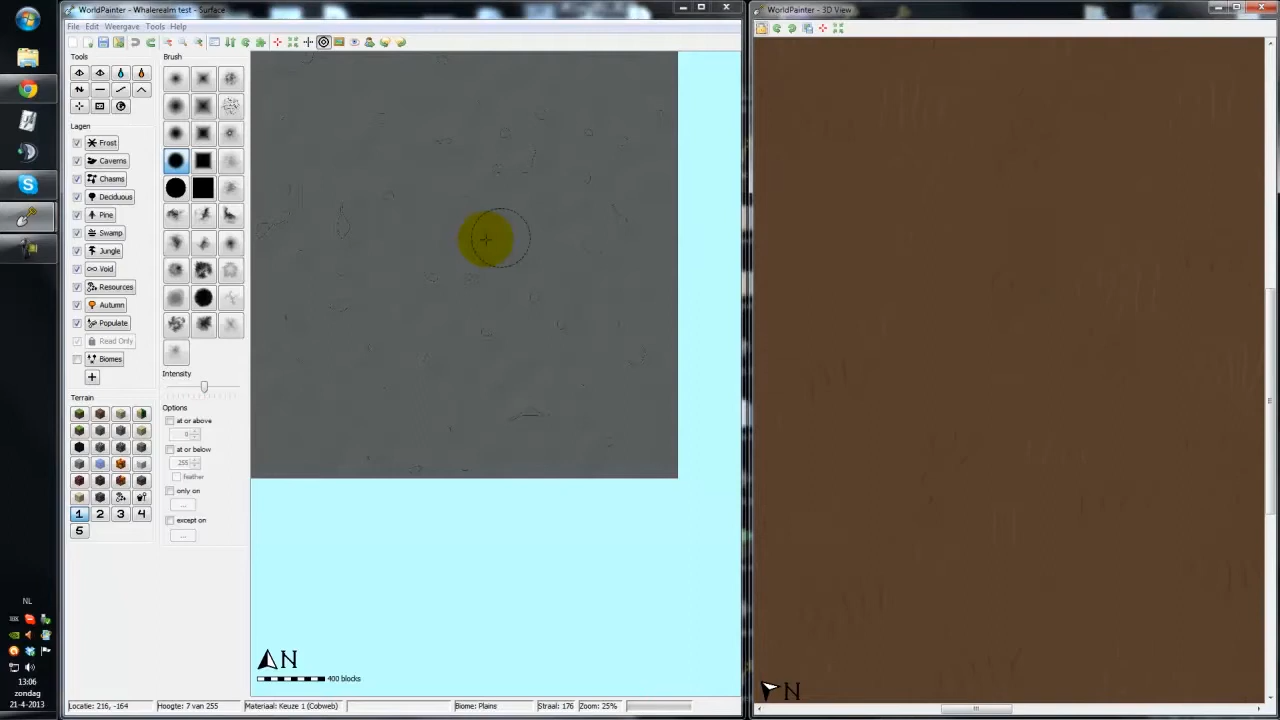 WorldPainter - Whalerealm test - Surface
File Edit Weergave Tools Help
Tools
Brush
Lagen
Frost
Caverns
Chasms
Deciduous
Pine
Swamp
Jungle
Void
Resources
Autumn
Populate
Read Only
Biomes
+
Terrain
1 2 3 4
5
Intensity
Options
at or above
0
at or below
255
feather
only on
...
except on
...
N
400 blocks
Locatie: 216, -164
Hoogte: 7 van 255
Materiaal: Keuze 1 (Cobweb)
Biome: Plains
Straal: 176
Zoom: 25%
WorldPainter - 3D View
N
NL
13:06
zondag
21-4-2013